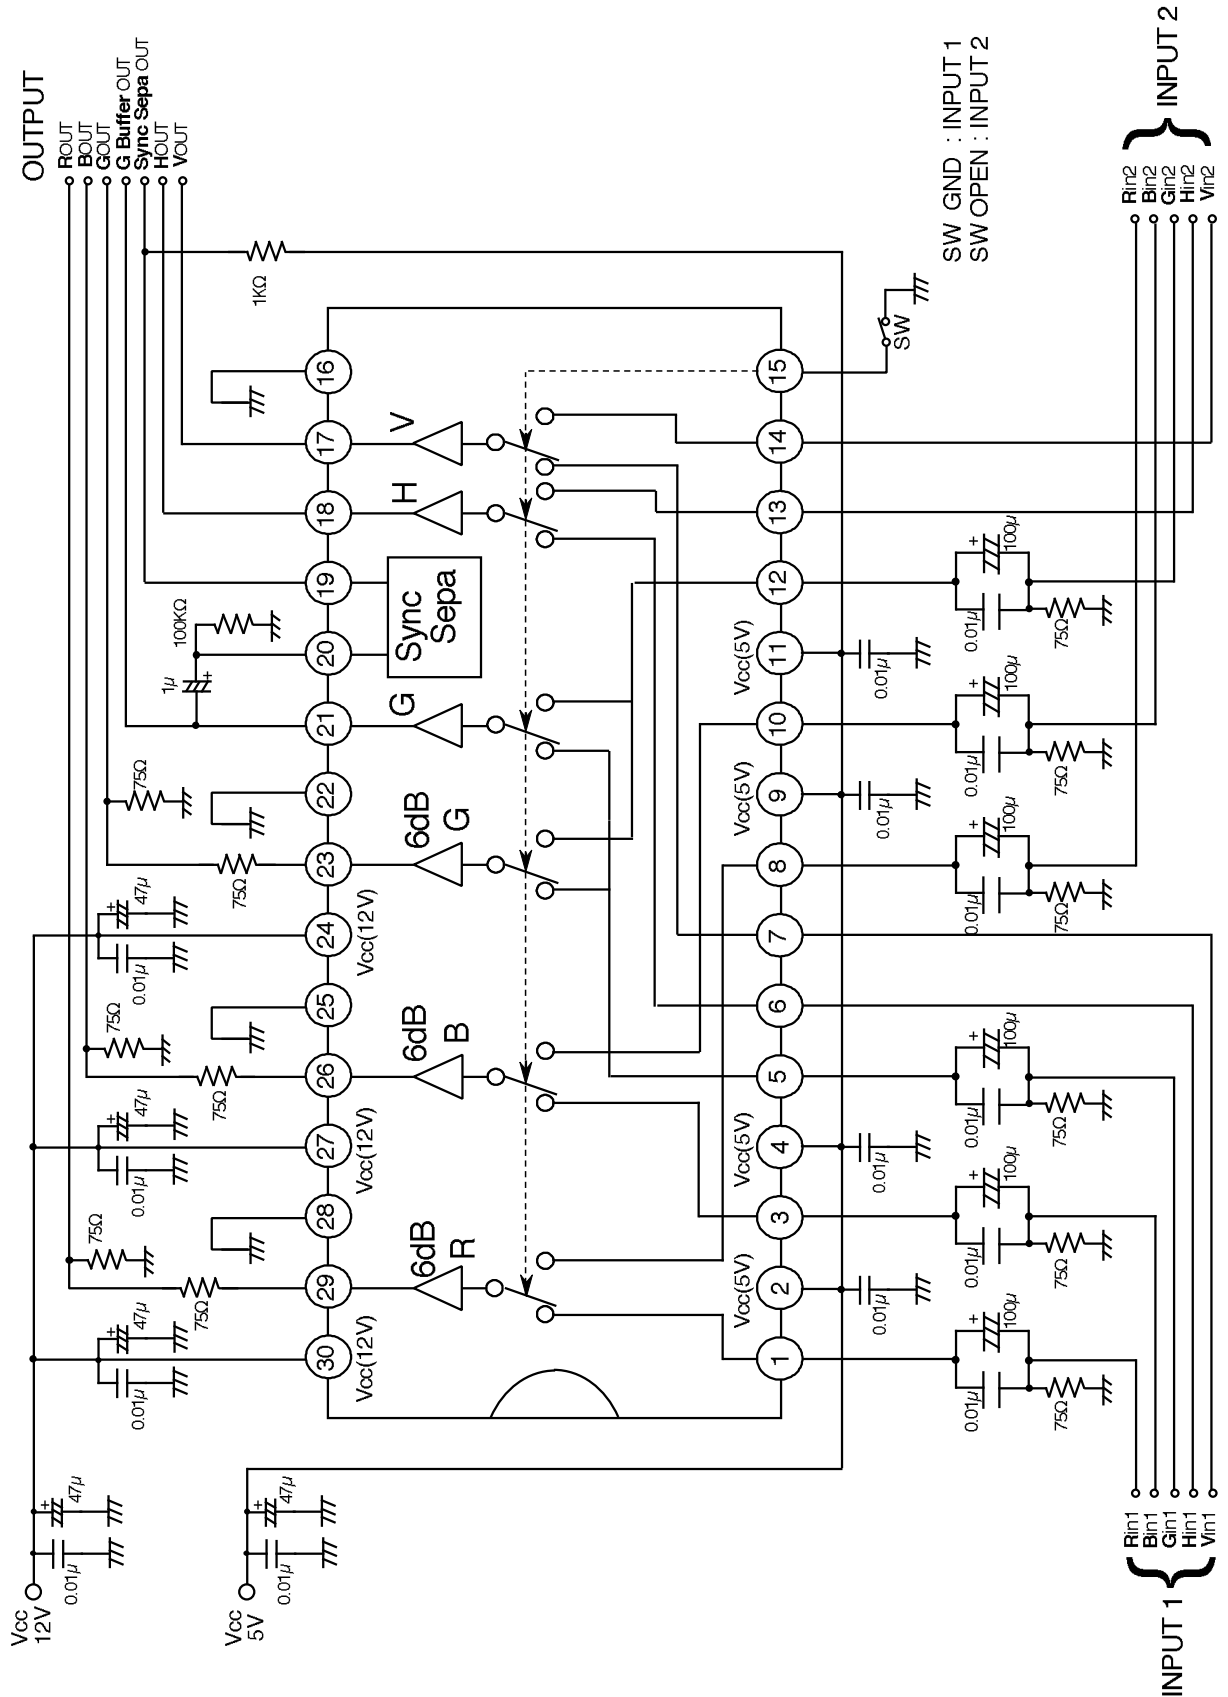 OUTPUT
ROUT
BOUT
GOUT
G Buffer OUT
Sync Sepa OUT
HOUT
VOUT
Vcc
12V
0.01μ
+
47μ
Vcc
5V
0.01μ
+
47μ
0.01μ
+
47μ
75Ω
75Ω
0.01μ
+
47μ
75Ω
75Ω
0.01μ
+
47μ
75Ω
75Ω
1μ
+
100KΩ
1KΩ
30
29
28
27
26
25
24
23
22
21
20
19
18
17
16
Vcc(12V)
Vcc(12V)
Vcc(12V)
6dB
R
6dB
B
6dB
G
G
Sync
Sepa
H
V
Vcc(5V)
Vcc(5V)
Vcc(5V)
Vcc(5V)
1
2
3
4
5
6
7
8
9
10
11
12
13
14
15
0.01μ
0.01μ
0.01μ
0.01μ
SW
SW GND : INPUT 1
SW OPEN : INPUT 2
0.01μ
+
100μ
75Ω
0.01μ
+
100μ
75Ω
0.01μ
+
100μ
75Ω
0.01μ
+
100μ
75Ω
0.01μ
+
100μ
75Ω
0.01μ
+
100μ
75Ω
Rin1
Bin1
Gin1
Hin1
Vin1
INPUT 1
Rin2
Bin2
Gin2
Hin2
Vin2
INPUT 2